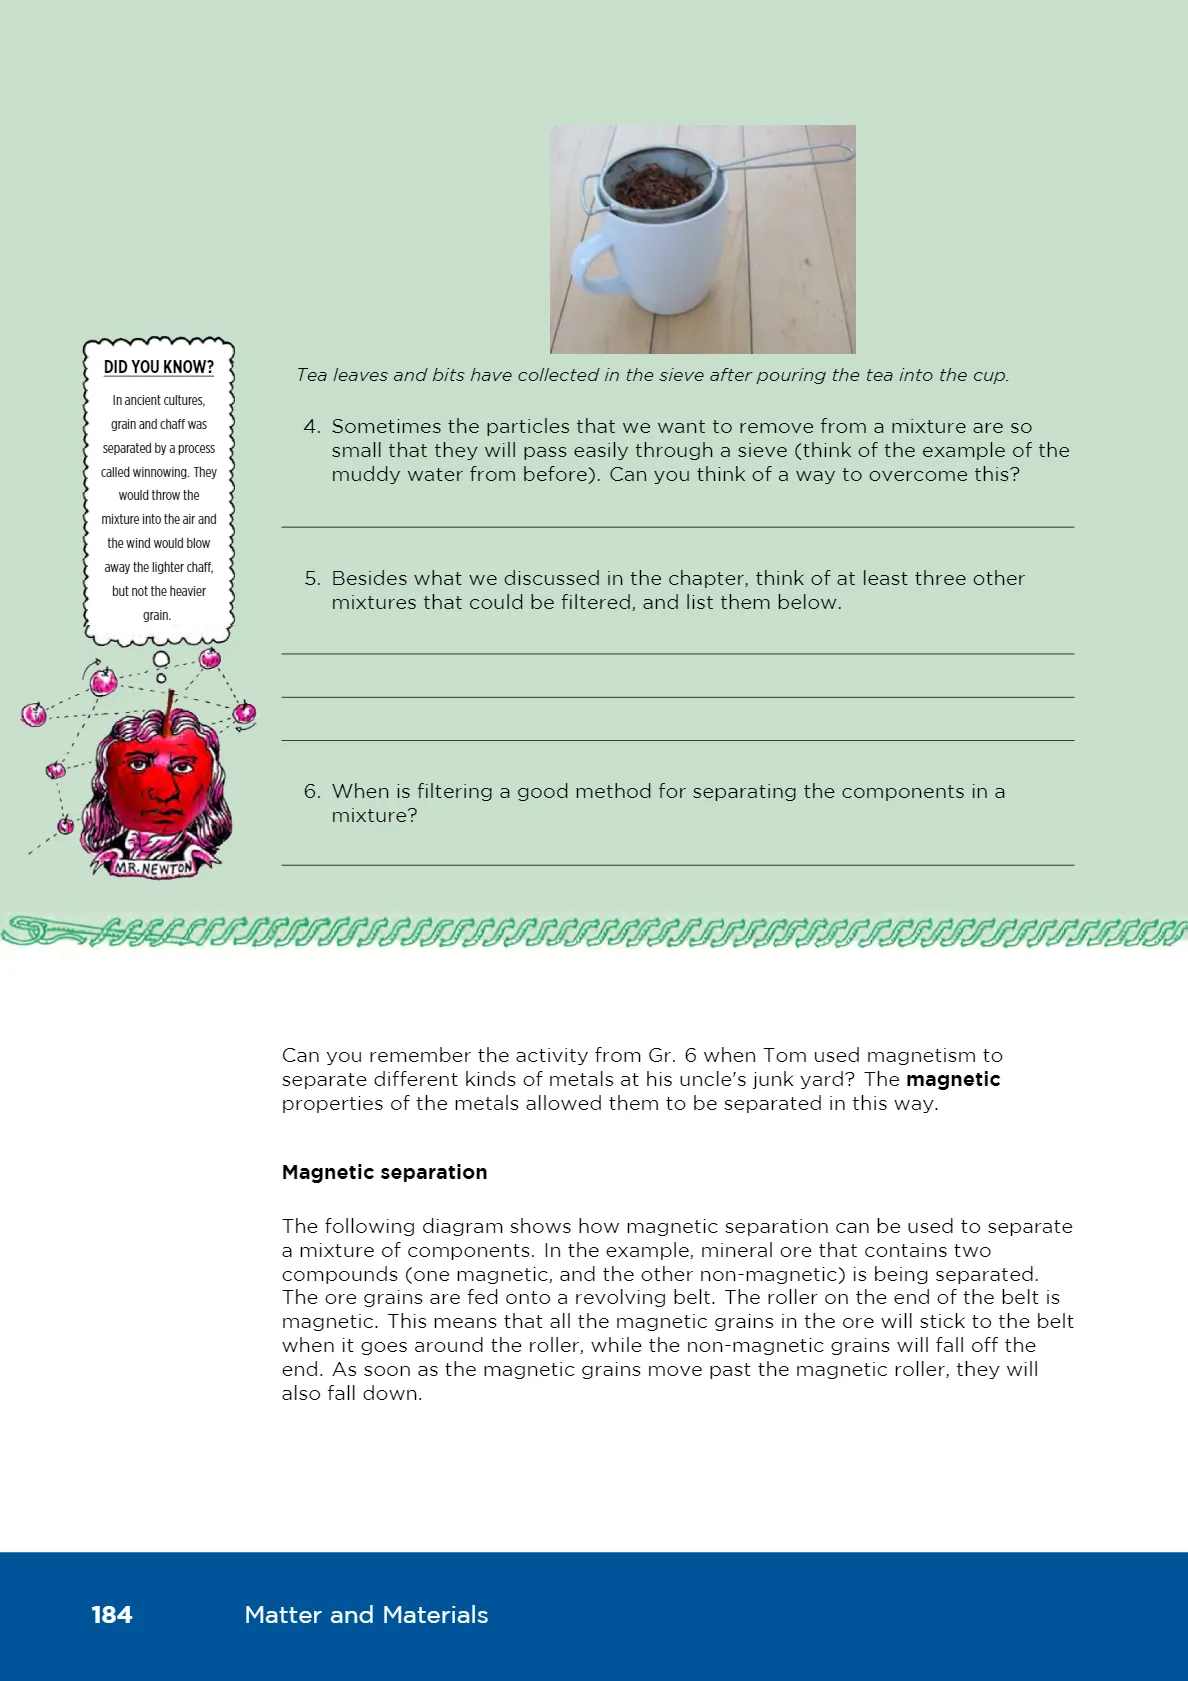 Tea leaves and bits have collected in the sieve after pouring the tea into the cup.
4. Sometimes the particles that we want to remove from a mixture are so
small that they will pass easily through a sieve (think of the example of the
muddy water from before). Can you think of a way to overcome this?
5. Besides what we discussed in the chapter, think of at least three other
mixtures that could be filtered, and list them below.
6. When is filtering a good method for separating the components in a
mixture?
DID YOU KNOW?
In ancient cultures,
grain and chaff was
separated by a process
called winnowing. They
would throw the
mixture into the air and
the wind would blow
away the lighter chaff,
but not the heavier
grain.
MR. NEWTON
Can you remember the activity from Gr. 6 when Tom used magnetism to
separate different kinds of metals at his uncle's junk yard? The magnetic
properties of the metals allowed them to be separated in this way.
Magnetic separation
The following diagram shows how magnetic separation can be used to separate
a mixture of components. In the example, mineral ore that contains two
compounds (one magnetic, and the other non-magnetic) is being separated.
The ore grains are fed onto a revolving belt. The roller on the end of the belt is
magnetic. This means that all the magnetic grains in the ore will stick to the belt
when it goes around the roller, while the non-magnetic grains will fall off the
end. As soon as the magnetic grains move past the magnetic roller, they will
also fall down.
184 Matter and Materials